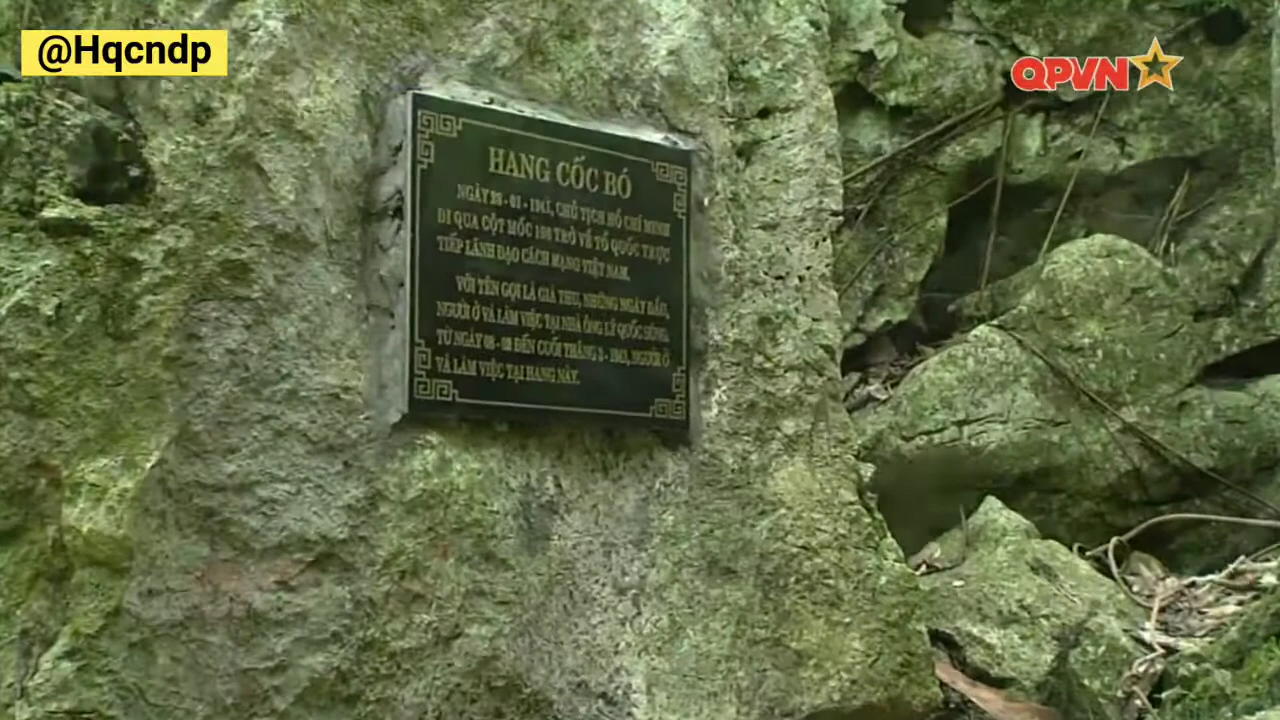 @Hqcndp
QPVN
HANG CỐC BÓ
NGÀY 28 - 01 - 1941, CHỦ TỊCH HỒ CHÍ MINH
ĐI QUA CỘT MỐC 108 TRỞ VỀ TỔ QUỐC TRỰC
TIẾP LÃNH ĐẠO CÁCH MẠNG VIỆT NAM.
VỚI TÊN GỌI LÀ GIÀ THU, NHỮNG NGÀY ĐẦU,
NGƯỜI Ở VÀ LÀM VIỆC TẠI NHÀ ÔNG LÝ QUỐC SÚNG.
TỪ NGÀY 08 - 02 ĐẾN CUỐI THÁNG 3 - 1941, NGƯỜI Ở
VÀ LÀM VIỆC TẠI HANG NÀY.